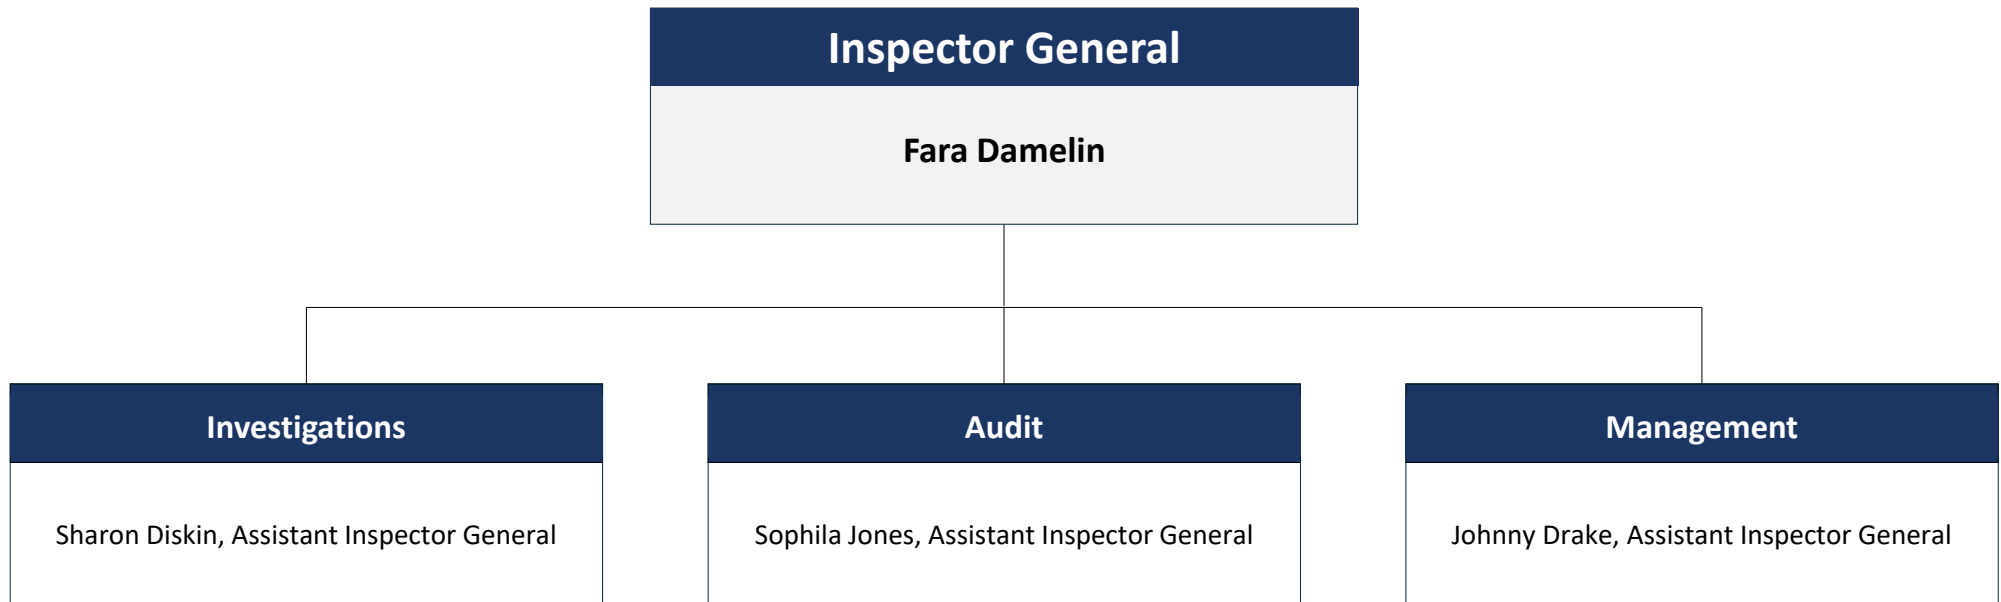 Inspector General
Fara Damelin
Investigations
Sharon Diskin, Assistant Inspector General
Audit
Sophila Jones, Assistant Inspector General
Management
Johnny Drake, Assistant Inspector General